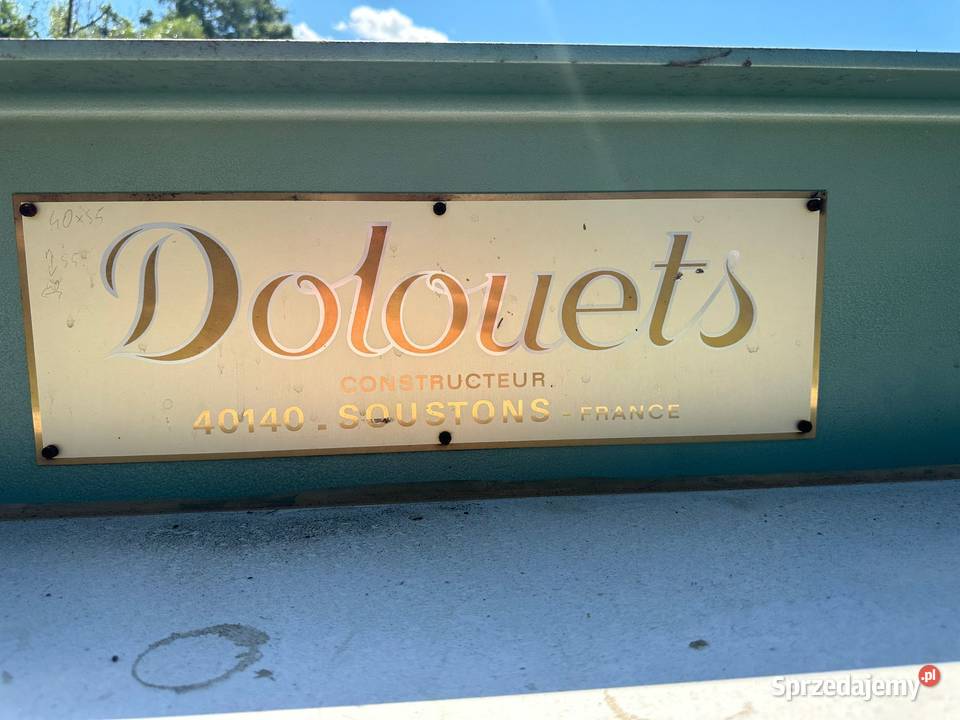 40x55
Dolouets
CONSTRUCTEUR.
40140 . SOUSTONS - FRANCE
Sprzedajemy.pl